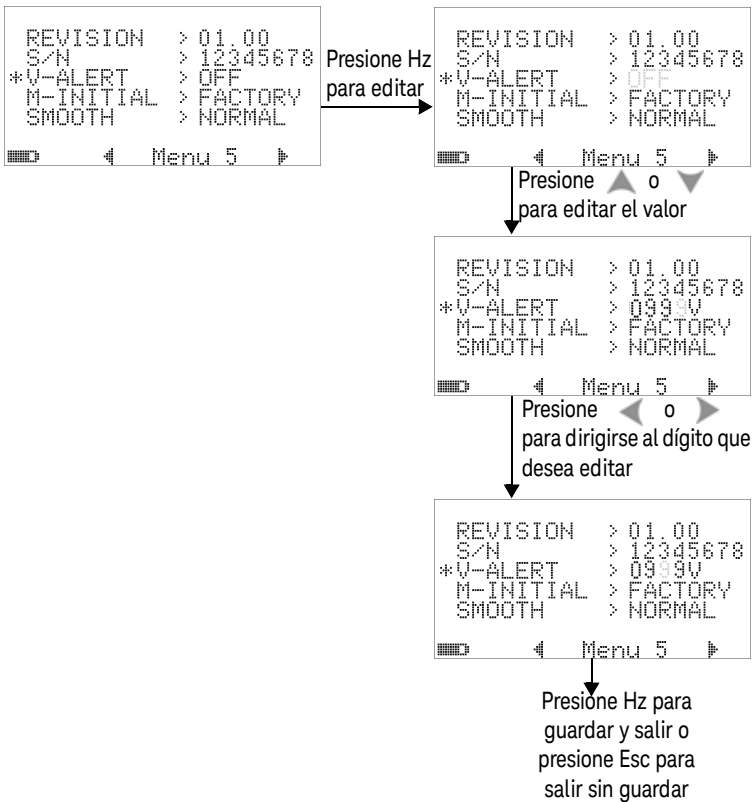 REVISION > 01.00
S/N > 12345678
*V-ALERT > OFF
M-INITIAL > FACTORY
SMOOTH > NORMAL
Menu 5
Presione Hz
para editar
REVISION > 01.00
S/N > 12345678
*V-ALERT > OFF
M-INITIAL > FACTORY
SMOOTH > NORMAL
Menu 5
Presione o
para editar el valor
REVISION > 01.00
S/N > 12345678
*V-ALERT > 0999V
M-INITIAL > FACTORY
SMOOTH > NORMAL
Menu 5
Presione o
para dirigirse al dígito que
desea editar
REVISION > 01.00
S/N > 12345678
*V-ALERT > 0999V
M-INITIAL > FACTORY
SMOOTH > NORMAL
Menu 5
Presione Hz para
guardar y salir o
presione Esc para
salir sin guardar